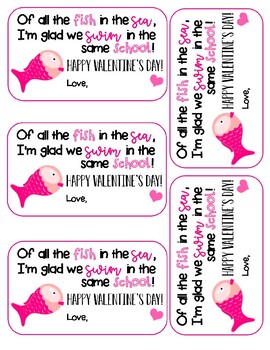 Of all the fish in the sea,
I'm glad we swim in the
same school!
HAPPY VALENTINE'S DAY!
Love,
Of all the fish in the sea,
I'm glad we swim in the
same school!
HAPPY VALENTINE'S DAY!
Love,
Of all the fish in the sea,
I'm glad we swim in the
same school!
HAPPY VALENTINE'S DAY!
Love,
Of all the fish in the sea,
I'm glad we swim in the
same school!
HAPPY VALENTINE'S DAY!
Love,
Of all the fish in the sea,
I'm glad we swim in the
same school!
HAPPY VALENTINE'S DAY!
Love,